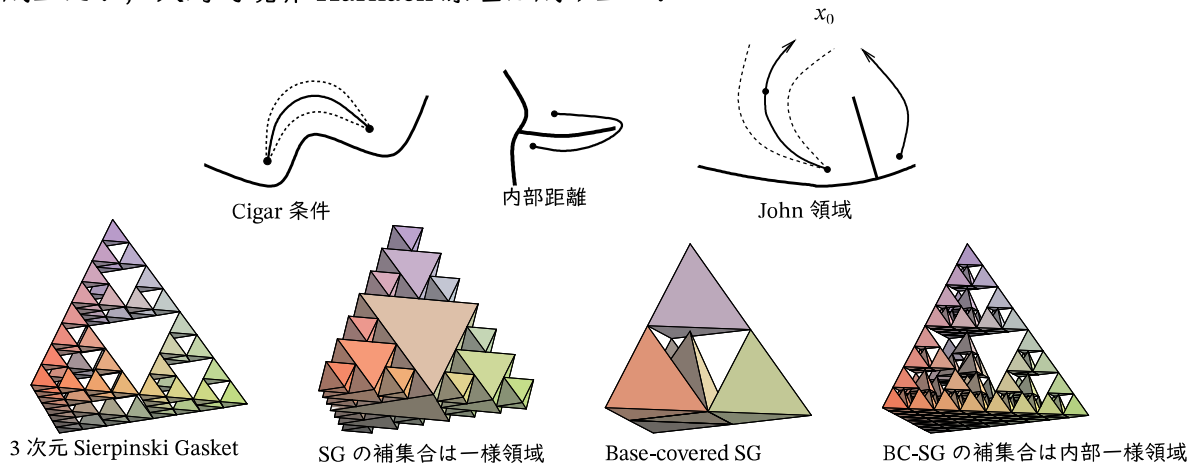 x₀
Cigar 条件
内部距離
John 領域
3 次元 Sierpinski Gasket
SG の補集合は一様領域
Base-covered SG
BC-SG の補集合は内部一様領域